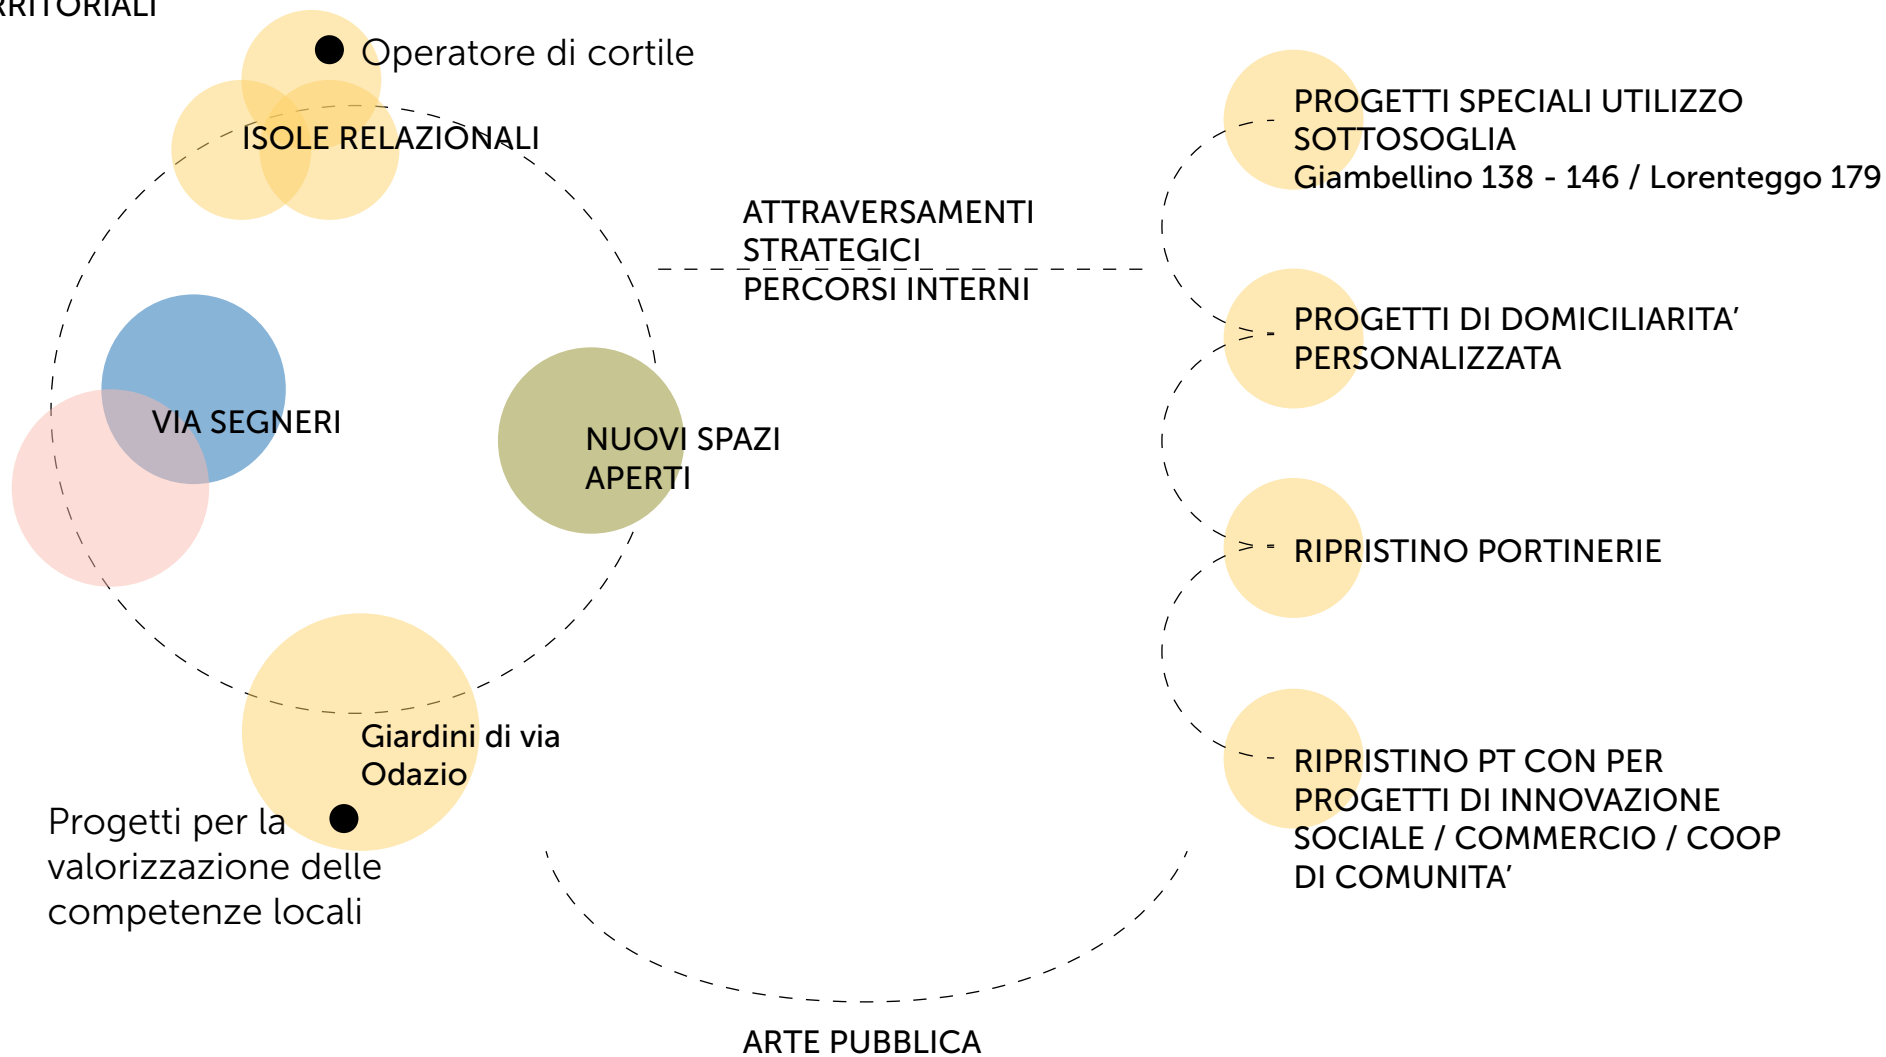 Operatore di cortile
ISOLE RELAZIONALI
VIA SEGNERI
NUOVI SPAZI
APERTI
Giardini di via
Odazio
Progetti per la
valorizzazione delle
competenze locali
ATTRAVERSAMENTI
STRATEGICI
PERCORSI INTERNI
ARTE PUBBLICA
PROGETTI SPECIALI UTILIZZO
SOTTOSOGLIA
Giambellino 138 - 146 / Lorenteggo 179
PROGETTI DI DOMICILIARITA’
PERSONALIZZATA
RIPRISTINO PORTINERIE
RIPRISTINO PT CON PER
PROGETTI DI INNOVAZIONE
SOCIALE / COMMERCIO / COOP
DI COMUNITA’